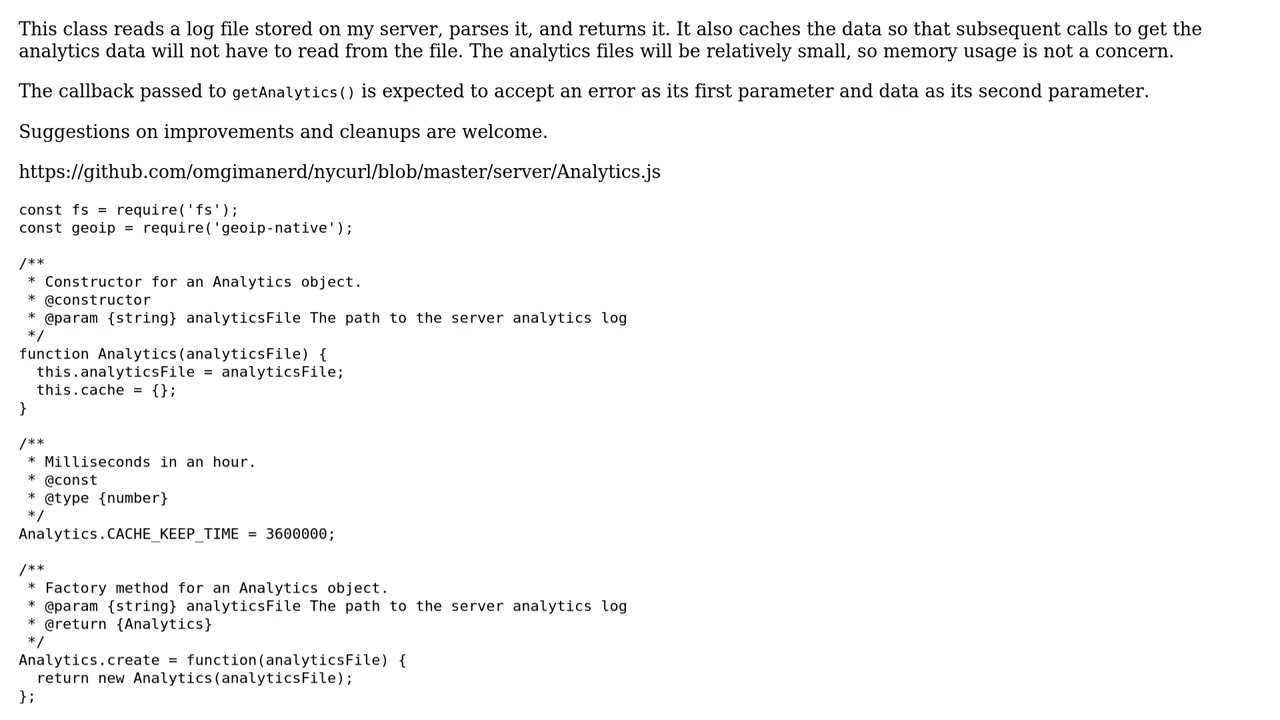 This class reads a log file stored on my server, parses it, and returns it. It also caches the data so that subsequent calls to get the
analytics data will not have to read from the file. The analytics files will be relatively small, so memory usage is not a concern.
The callback passed to getAnalytics() is expected to accept an error as its first parameter and data as its second parameter.
Suggestions on improvements and cleanups are welcome.
https://github.com/omgimanerd/nycurl/blob/master/server/Analytics.js
const fs = require('fs');
const geoip = require('geoip-native');
/**
 * Constructor for an Analytics object.
 * @constructor
 * @param {string} analyticsFile The path to the server analytics log
 */
function Analytics(analyticsFile) {
  this.analyticsFile = analyticsFile;
  this.cache = {};
}
/**
 * Milliseconds in an hour.
 * @const
 * @type {number}
 */
Analytics.CACHE_KEEP_TIME = 3600000;
/**
 * Factory method for an Analytics object.
 * @param {string} analyticsFile The path to the server analytics log
 * @return {Analytics}
 */
Analytics.create = function(analyticsFile) {
  return new Analytics(analyticsFile);
};